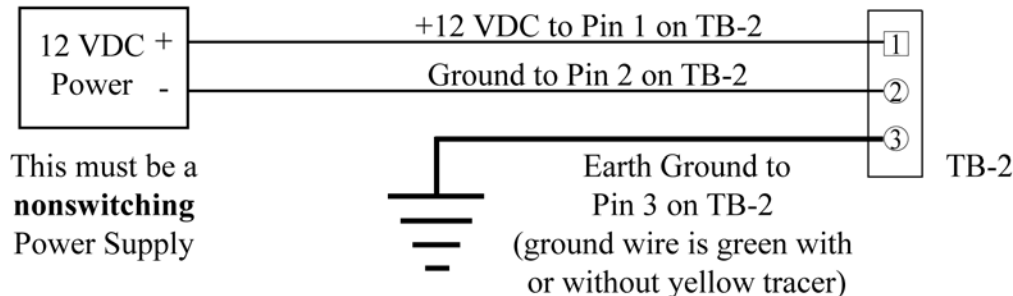 12 VDC +
Power -
+12 VDC to Pin 1 on TB-2
Ground to Pin 2 on TB-2
1
2
3
TB-2
This must be a
nonswitching
Power Supply
Earth Ground to
Pin 3 on TB-2
(ground wire is green with
or without yellow tracer)